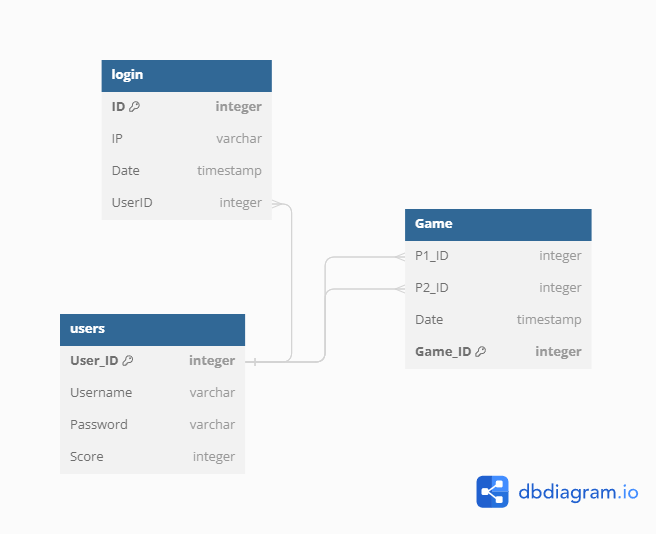 login
ID integer
IP varchar
Date timestamp
UserID integer
Game
P1_ID integer
P2_ID integer
Date timestamp
Game_ID integer
users
User_ID integer
Username varchar
Password varchar
Score integer
dbdiagram.io